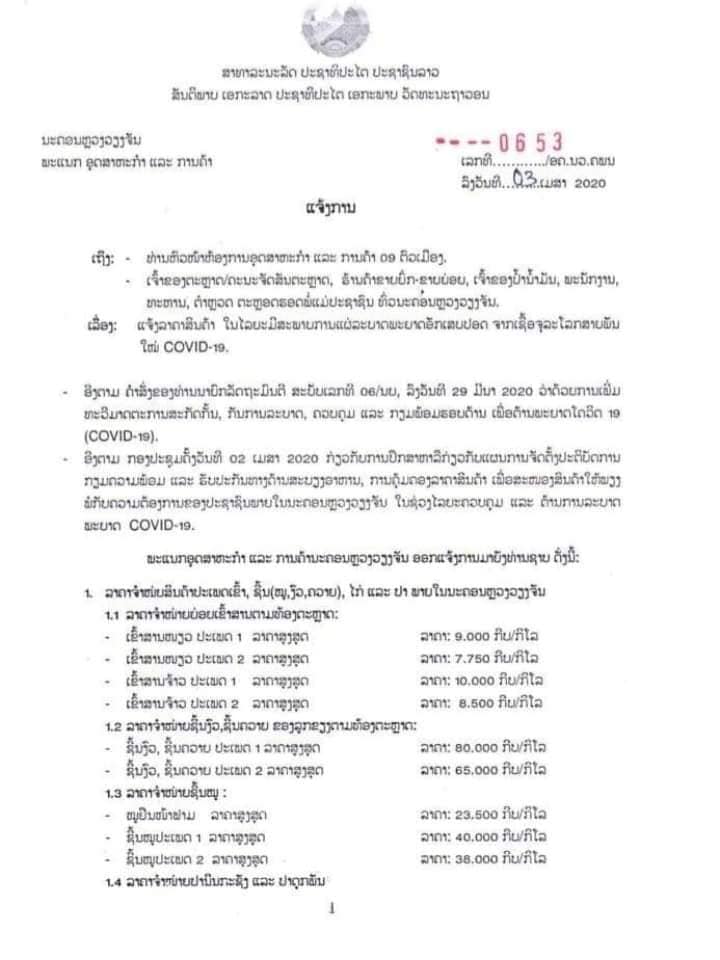 ສາທາລະນະລັດ ປະຊາທິປະໄຕ ປະຊາຊົນລາວ
ສັນຕິພາບ ເອກະລາດ ປະຊາທິປະໄຕ ເອກະພາບ ວັດທະນະຖາວອນ
ນະຄອນຫຼວງວຽງຈັນ
ພະແນກ ອຸດສາຫະກຳ ແລະ ການຄ້າ
0653
ເລກທີ............/ອຄ.ນວ.ຄພນ
ລົງວັນທີ...03...ເມສາ 2020
ແຈ້ງການ
ເຖິງ: - ທ່ານຫົວໜ້າຫ້ອງການອຸດສາຫະກຳ ແລະ ການຄ້າ 09 ຕົວເມືອງ.
- ເຈົ້າຂອງຕະຫຼາດ/ຄະນະຈັດສັນຕະຫຼາດ, ຮ້ານຄ້າຂາຍຍົກ-ຂາຍຍ່ອຍ, ເຈົ້າຂອງປໍ້ານໍ້າມັນ, ພະນັກງານ,
ທະຫານ, ຕຳຫຼວດ ຕະຫຼອດຮອດພໍ່ແມ່ປະຊາຊົນ ທົ່ວນະຄອນຫຼວງວຽງຈັນ.
ເລື່ອງ: ແຈ້ງລາຄາສິນຄ້າ ໃນໄລຍະມີສະພາບການແຜ່ລະບາດພະຍາດອັກເສບປອດ ຈາກເຊື້ອຈຸລະໂລກສາຍພັນ
ໃໝ່ COVID-19.
- ອີງຕາມ ຄຳສັ່ງຂອງທ່ານນາຍົກລັດຖະມົນຕີ ສະບັບເລກທີ 06/ນຍ, ລົງວັນທີ 29 ມີນາ 2020 ວ່າດ້ວຍການເພີ່ມ
ທະວີມາດຕະການສະກັດກັ້ນ, ກັນການລະບາດ, ຄວບຄຸມ ແລະ ກຽມພ້ອມຮອບດ້ານ ເພື່ອຕ້ານພະຍາດໂຄວິດ 19
(COVID-19).
- ອີງຕາມ ກອງປະຊຸມຄັ້ງວັນທີ 02 ເມສາ 2020 ກ່ຽວກັບການປຶກສາຫາລືກ່ຽວກັບແຜນການຈັດຕັ້ງປະຕິບັດການ
ກຽມຄວາມພ້ອມ ແລະ ຮັບປະກັນທາງດ້ານສະບຽງອາຫານ, ການຄຸ້ມຄອງລາຄາສິນຄ້າ ເພື່ອສະໜອງສິນຄ້າໃຫ້ພຽງ
ພໍກັບຄວາມຕ້ອງການຂອງປະຊາຊົນພາຍໃນນະຄອນຫຼວງວຽງຈັນ ໃນຊ່ວງໄລຍະຄວບຄຸມ ແລະ ຕ້ານການລະບາດ
ພະຍາດ COVID-19.
ພະແນກອຸດສາຫະກຳ ແລະ ການຄ້ານະຄອນຫຼວງວຽງຈັນ ອອກແຈ້ງການມາຍັງທ່ານຊາບ ດັ່ງນີ້:
1. ລາຄາຈຳໜ່າຍສິນຄ້າປະເພດເຂົ້າ, ຊີ້ນ(ໝູ,ງົວ,ຄວາຍ), ໄກ່ ແລະ ປາ ພາຍໃນນະຄອນຫຼວງວຽງຈັນ
1.1 ລາຄາຈຳໜ່າຍຍ່ອຍເຂົ້າສານຕາມທ້ອງຕະຫຼາດ:
- ເຂົ້າສານໜຽວ ປະເພດ 1 ລາຄາສູງສຸດ ລາຄາ: 9.000 ກີບ/ກິໂລ
- ເຂົ້າສານໜຽວ ປະເພດ 2 ລາຄາສູງສຸດ ລາຄາ: 7.750 ກີບ/ກິໂລ
- ເຂົ້າສານຈ້າວ ປະເພດ 1 ລາຄາສູງສຸດ ລາຄາ: 10.000 ກີບ/ກິໂລ
- ເຂົ້າສານຈ້າວ ປະເພດ 2 ລາຄາສູງສຸດ ລາຄາ: 8.500 ກີບ/ກິໂລ
1.2 ລາຄາຈຳໜ່າຍຊີ້ນງົວ,ຊີ້ນຄວາຍ ຂອງລູກຂຽງຕາມທ້ອງຕະຫຼາດ:
- ຊີ້ນງົວ, ຊີ້ນຄວາຍ ປະເພດ 1 ລາຄາສູງສຸດ ລາຄາ: 80.000 ກີບ/ກິໂລ
- ຊີ້ນງົວ, ຊີ້ນຄວາຍ ປະເພດ 2 ລາຄາສູງສຸດ ລາຄາ: 65.000 ກີບ/ກິໂລ
1.3 ລາຄາຈຳໜ່າຍຊີ້ນໝູ :
- ໝູປືນໜ້າຟາມ ລາຄາສູງສຸດ ລາຄາ: 23.500 ກີບ/ກິໂລ
- ຊີ້ນໝູປະເພດ 1 ລາຄາສູງສຸດ ລາຄາ: 40.000 ກີບ/ກິໂລ
- ຊີ້ນໝູປະເພດ 2 ລາຄາສູງສຸດ ລາຄາ: 38.000 ກີບ/ກິໂລ
1.4 ລາຄາຈຳໜ່າຍປານິນກະຊັງ ແລະ ປາດຸກພັນ
1